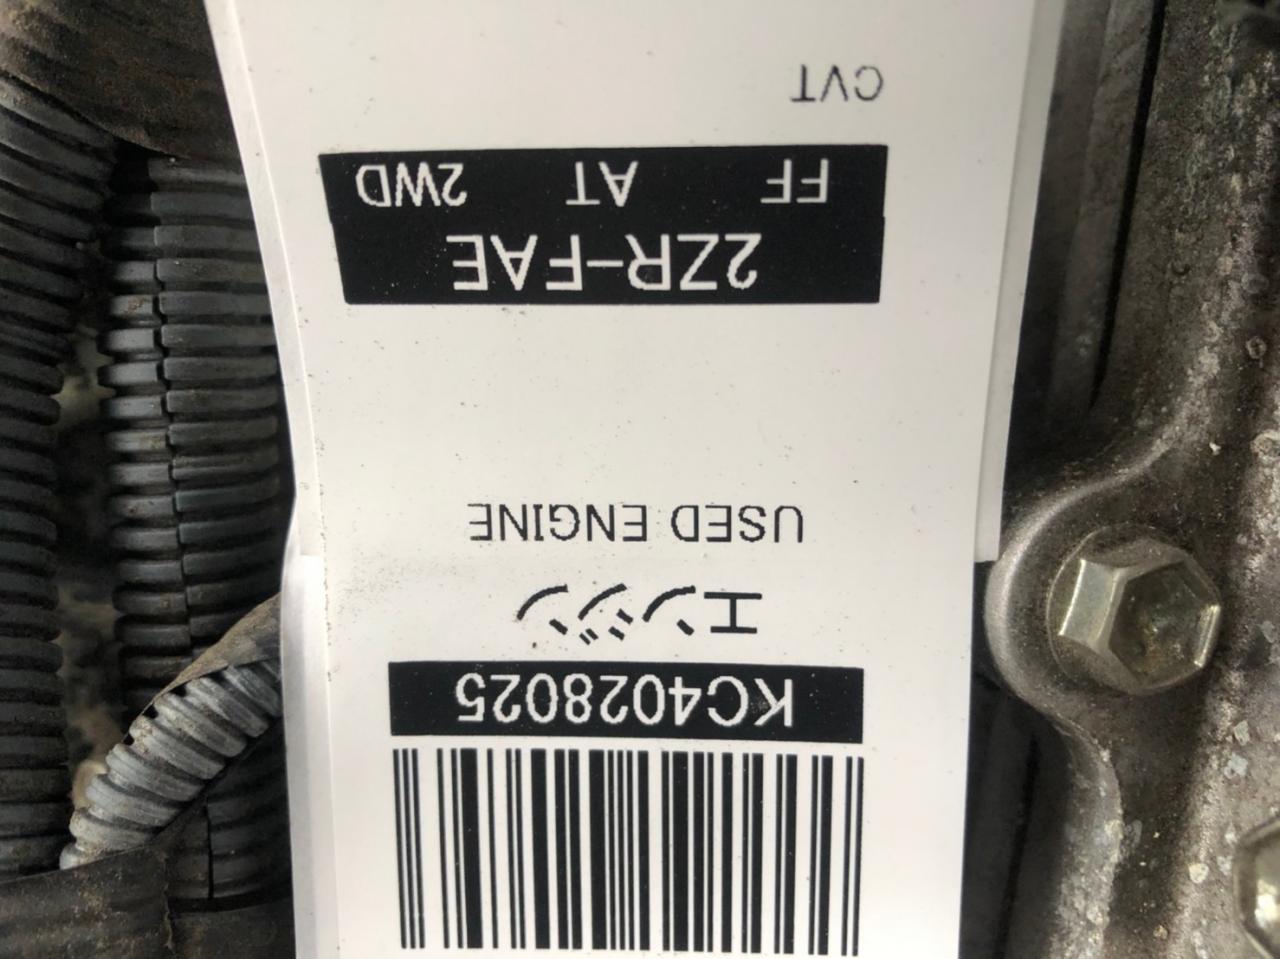 KC4028025
エンジン
USED ENGINE
2ZR-FAE
FF AT 2WD
CVT